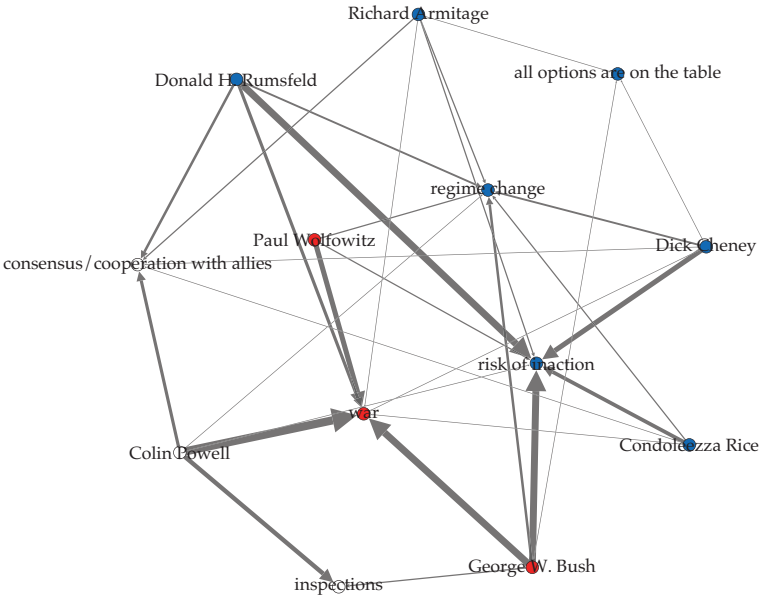 Richard Armitage
all options are on the table
Donald H. Rumsfeld
regime change
Paul Wolfowitz
Dick Cheney
consensus/cooperation with allies
risk of inaction
war
Colin Powell
Condoleezza Rice
George W. Bush
inspections